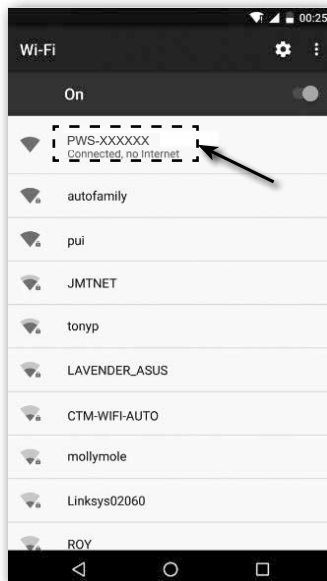 00:25
Wi-Fi
On
PWS-XXXXXX
Connected, no Internet
autofamily
pui
JMTNET
tonyp
LAVENDER_ASUS
CTM-WIFI-AUTO
mollymole
Linksys02060
ROY